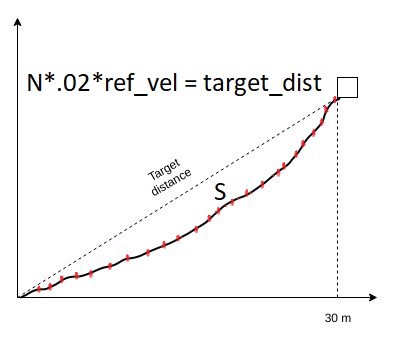 N*.02*ref_vel = target_dist
Target
distance
S
30 m